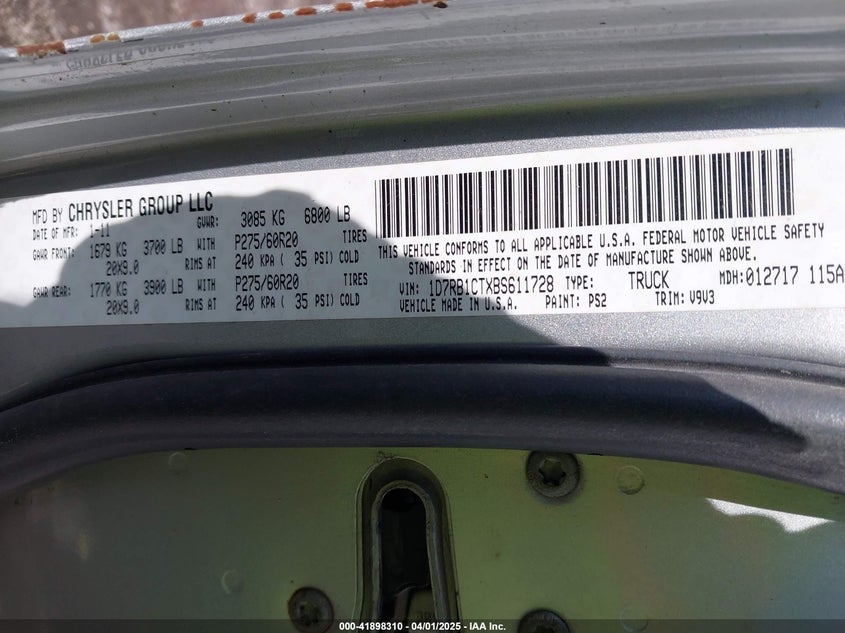 MFD BY CHRYSLER GROUP LLC
DATE OF MFR: 1-11 GVWR: 3085 KG 6800 LB
GAWR FRONT: 1679 KG 3700 LB WITH P275/60R20 TIRES
20X9.0 RIMS AT 240 KPA ( 35 PSI) COLD
GAWR REAR: 1770 KG 3900 LB WITH P275/60R20 TIRES
20X9.0 RIMS AT 240 KPA ( 35 PSI) COLD
THIS VEHICLE CONFORMS TO ALL APPLICABLE U.S.A. FEDERAL MOTOR VEHICLE SAFETY
STANDARDS IN EFFECT ON THE DATE OF MANUFACTURE SHOWN ABOVE.
VIN: 1D7RB1CTXBS611728 TYPE: TRUCK MDH: 012717 115A
VEHICLE MADE IN U.S.A. PAINT: PS2 TRIM: V9V3
000-41898310 - 04/01/2025 - IAA Inc.